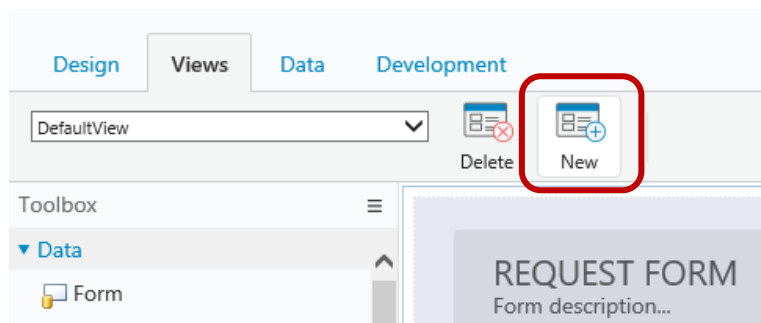 Design Views Data Development
DefaultView
Delete New
Toolbox
Data
Form
REQUEST FORM
Form description...